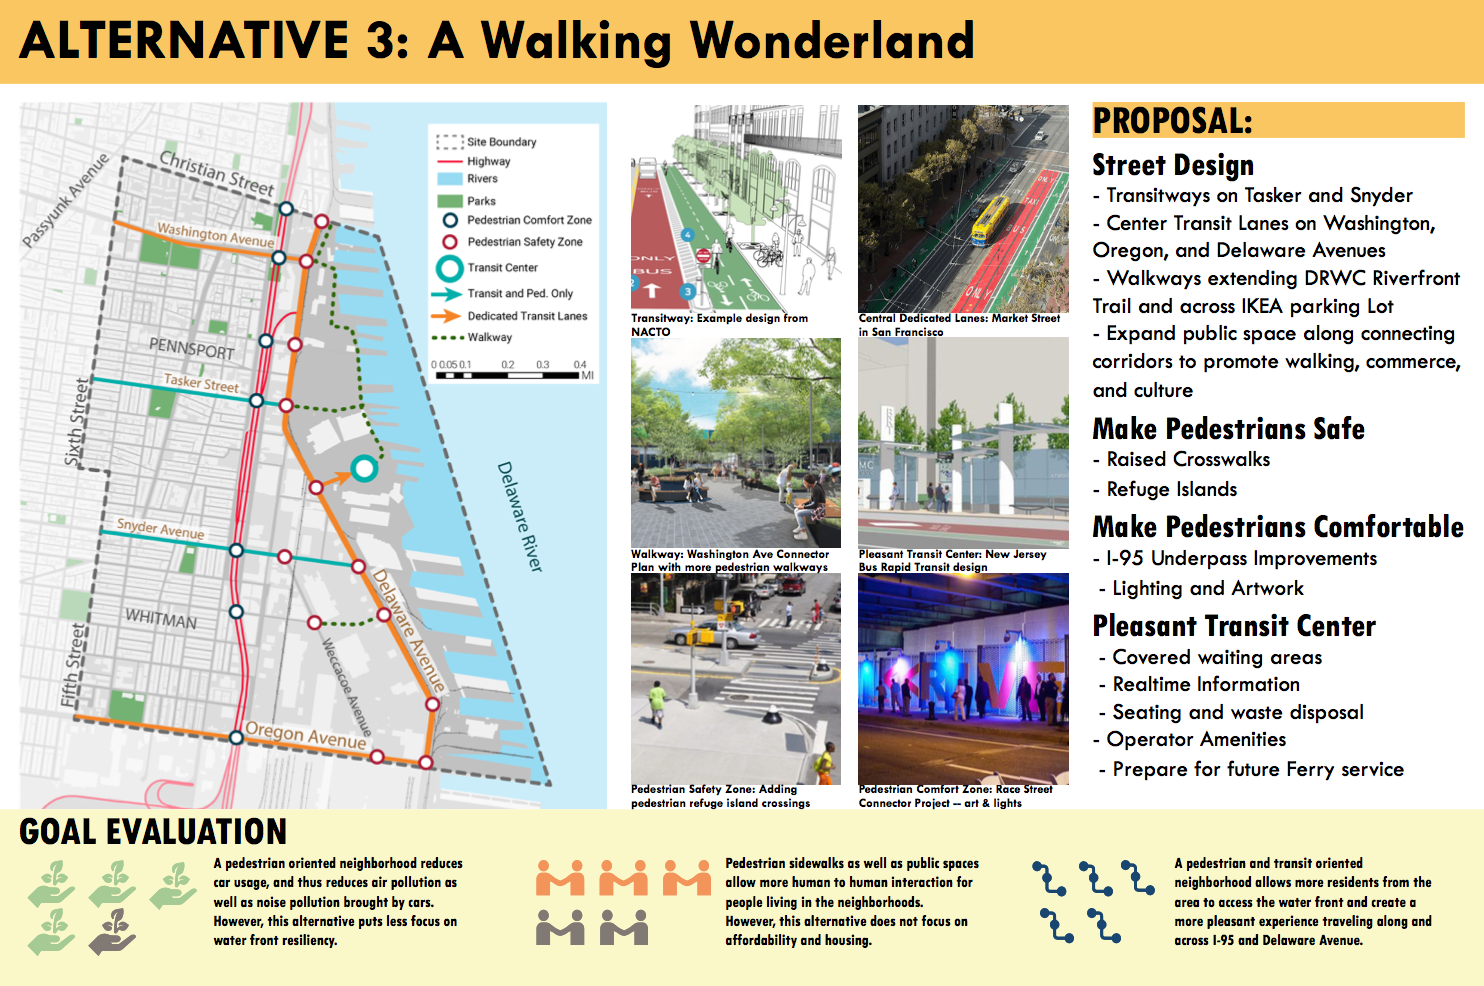 ALTERNATIVE 3: A Walking Wonderland
Passyunk Avenue
Christian Street
Washington Avenue
PENNSPORT
Tasker Street
Sixth Street
Snyder Avenue
WHITMAN
Fifth Street
Oregon Avenue
Weccacoe Avenue
Delaware Avenue
Delaware River
Site Boundary
Highway
Rivers
Parks
Pedestrian Comfort Zone
Pedestrian Safety Zone
Transit Center
Transit and Ped. Only
Dedicated Transit Lanes
Walkway
0 0.05 0.1 0.2 0.3 0.4
MI
ONLY
BUS
2
3
4
Transitway: Example design from
NACTO
ONLY
TAXI
BUS
ONLY
Central Dedicated Lanes: Market Street
in San Francisco
Walkway: Washington Ave Connector
Plan with more pedestrian walkways
Pleasant Transit Center: New Jersey
Bus Rapid Transit design
Pedestrian Safety Zone: Adding
pedestrian refuge island crossings
Pedestrian Comfort Zone: Race Street
Connector Project -- art & lights
PROPOSAL:
Street Design
- Transitways on Tasker and Snyder
- Center Transit Lanes on Washington,
Oregon, and Delaware Avenues
- Walkways extending DRWC Riverfront
Trail and across IKEA parking Lot
- Expand public space along connecting
corridors to promote walking, commerce,
and culture
Make Pedestrians Safe
- Raised Crosswalks
- Refuge Islands
Make Pedestrians Comfortable
- I-95 Underpass Improvements
- Lighting and Artwork
Pleasant Transit Center
- Covered waiting areas
- Realtime Information
- Seating and waste disposal
- Operator Amenities
- Prepare for future Ferry service
GOAL EVALUATION
A pedestrian oriented neighborhood reduces
car usage, and thus reduces air pollution as
well as noise pollution brought by cars.
However, this alternative puts less focus on
water front resiliency.
Pedestrian sidewalks as well as public spaces
allow more human to human interaction for
people living in the neighborhoods.
However, this alternative does not focus on
affordability and housing.
A pedestrian and transit oriented
neighborhood allows more residents from the
area to access the water front and create a
more pleasant experience traveling along and
across I-95 and Delaware Avenue.